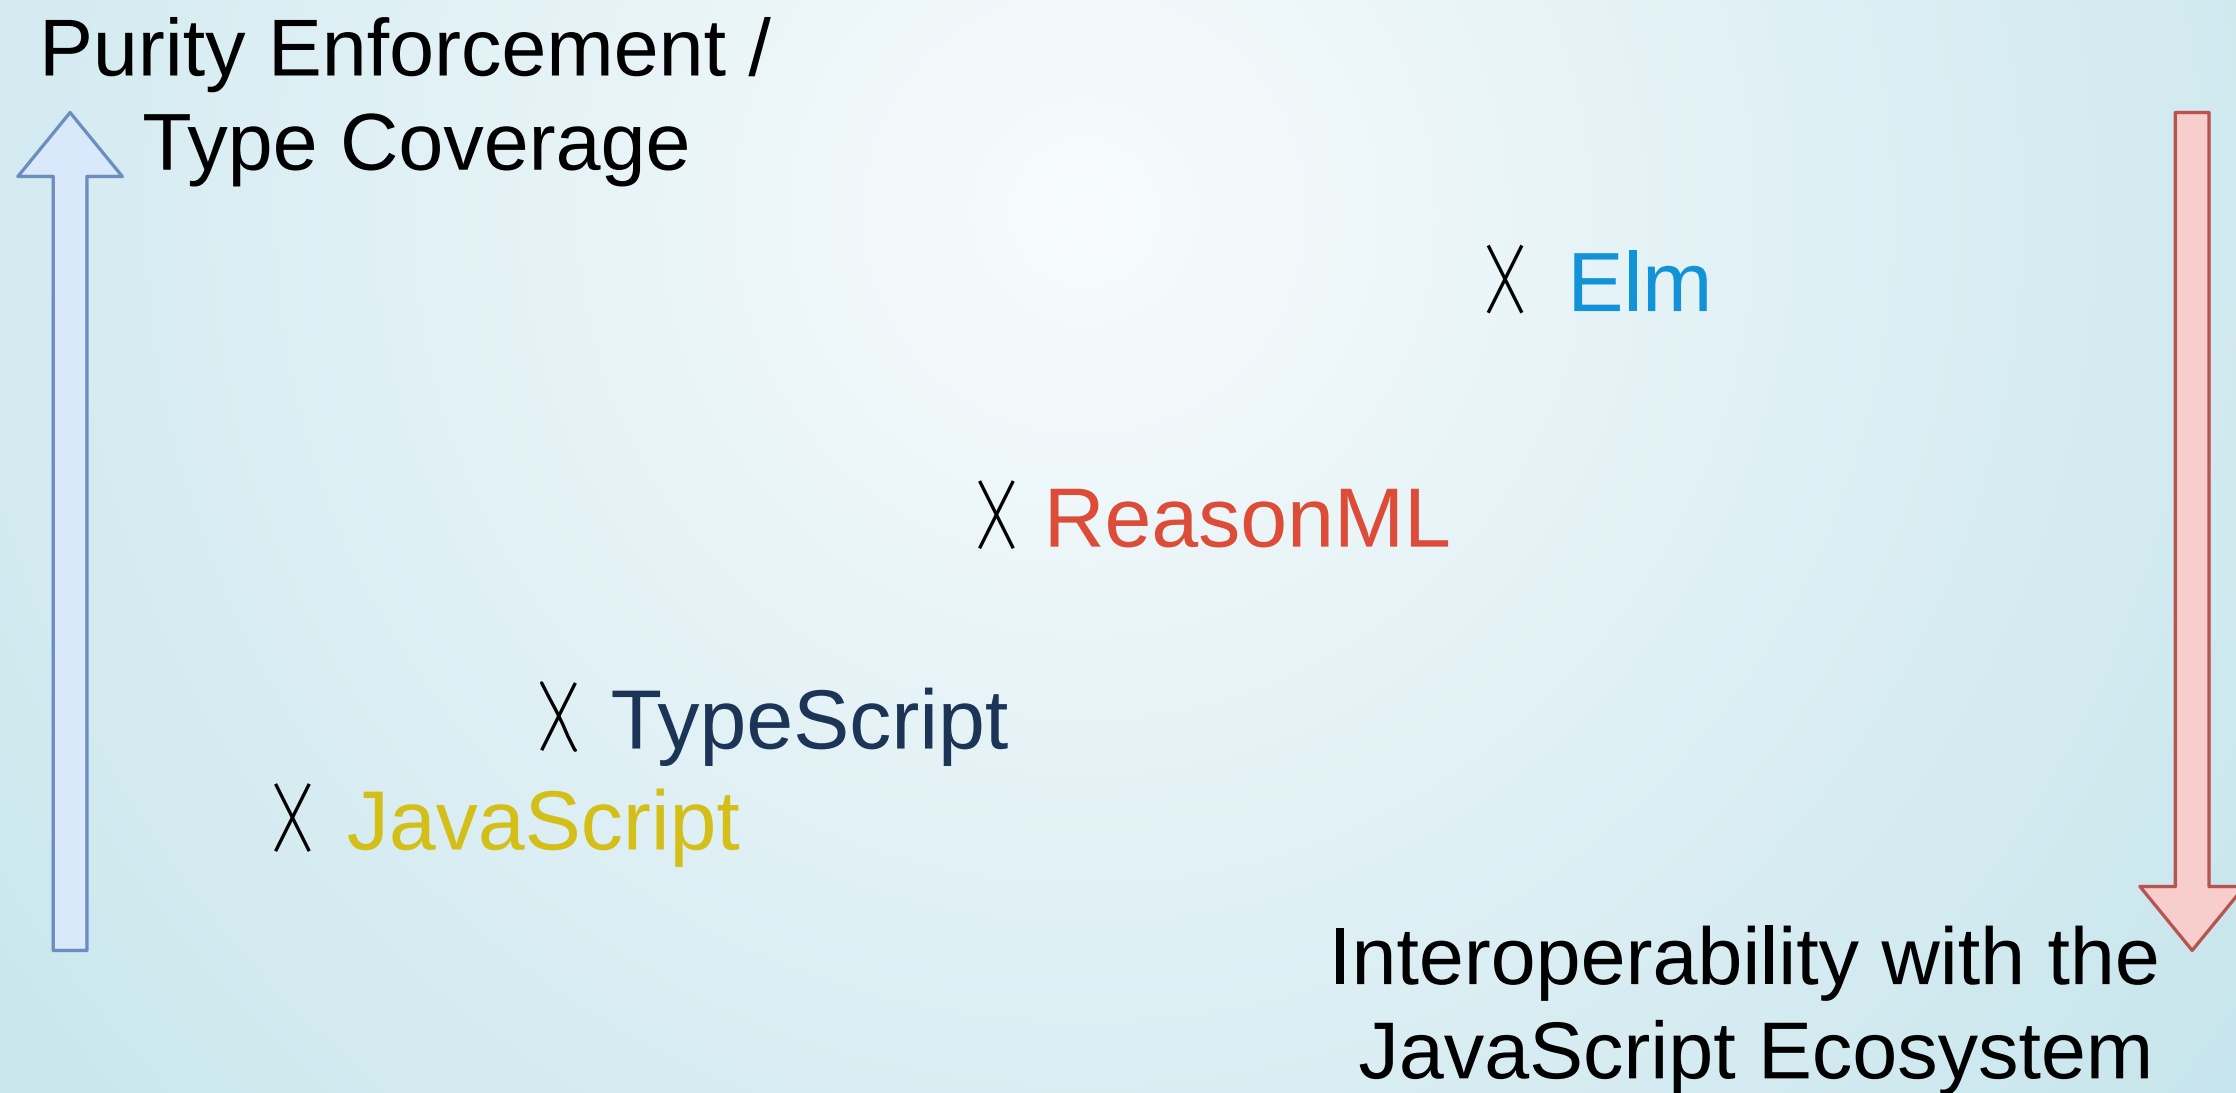 Purity Enforcement /
Type Coverage
Elm
ReasonML
TypeScript
JavaScript
Interoperability with the
JavaScript Ecosystem